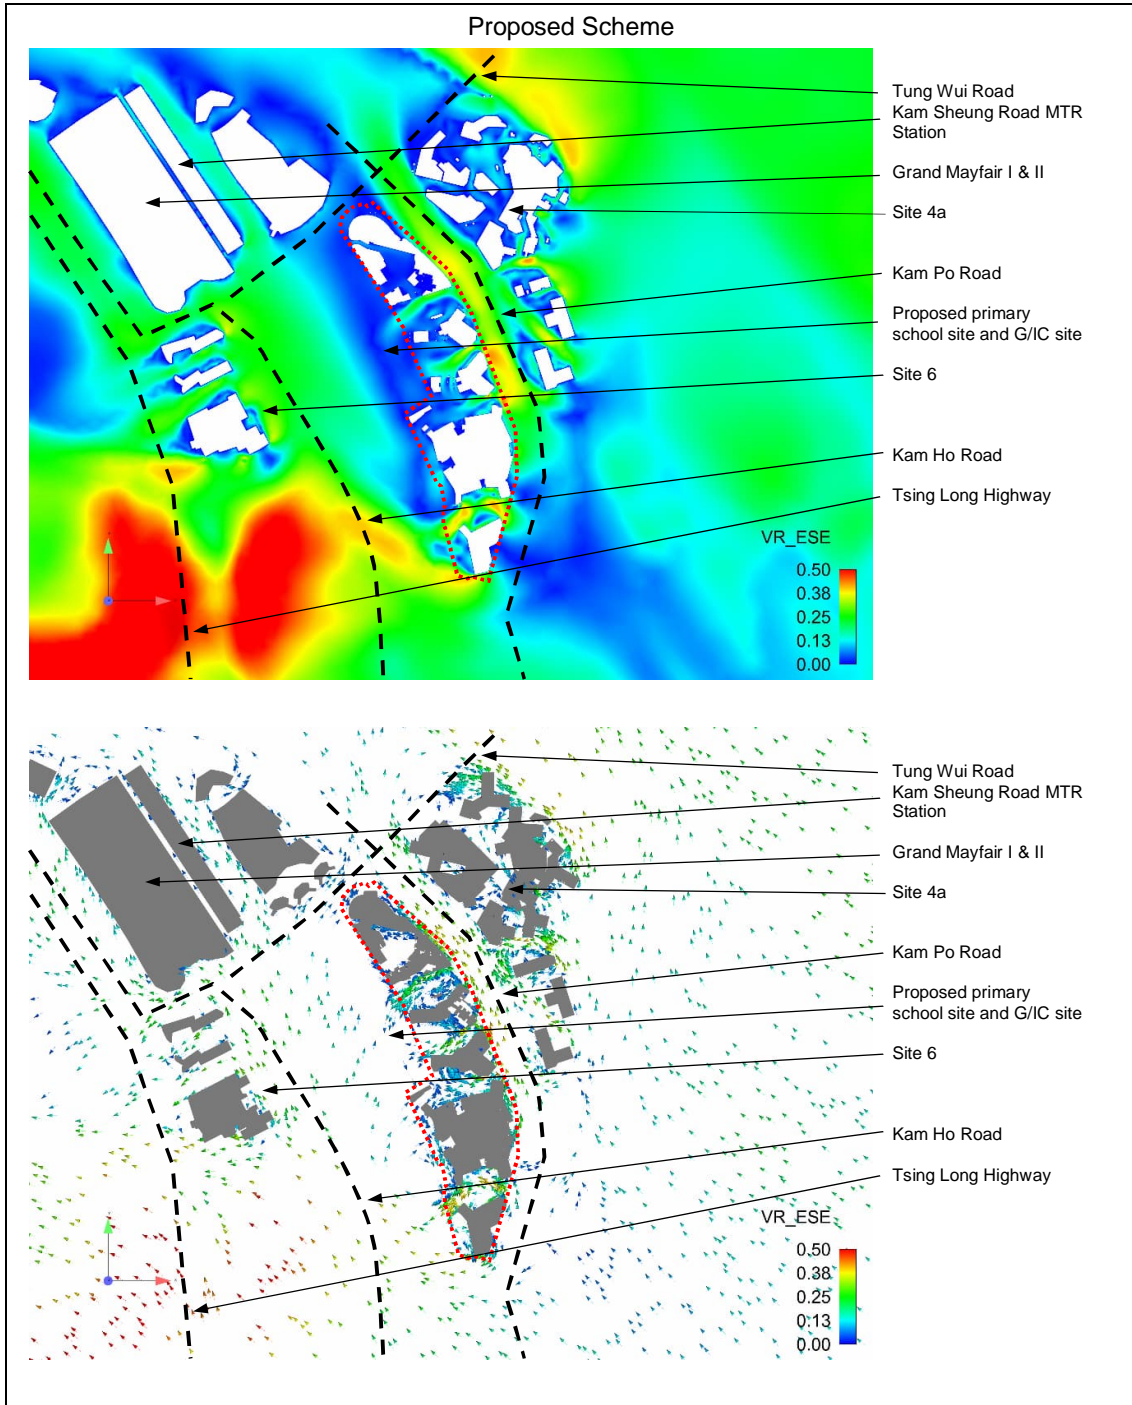 Proposed Scheme
Tung Wui Road
Kam Sheung Road MTR
Station
Grand Mayfair I & II
Site 4a
Kam Po Road
Proposed primary
school site and G/IC site
Site 6
Kam Ho Road
Tsing Long Highway
VR_ESE
0.50
0.38
0.25
0.13
0.00
Tung Wui Road
Kam Sheung Road MTR
Station
Grand Mayfair I & II
Site 4a
Kam Po Road
Proposed primary
school site and G/IC site
Site 6
Kam Ho Road
Tsing Long Highway
VR_ESE
0.50
0.38
0.25
0.13
0.00